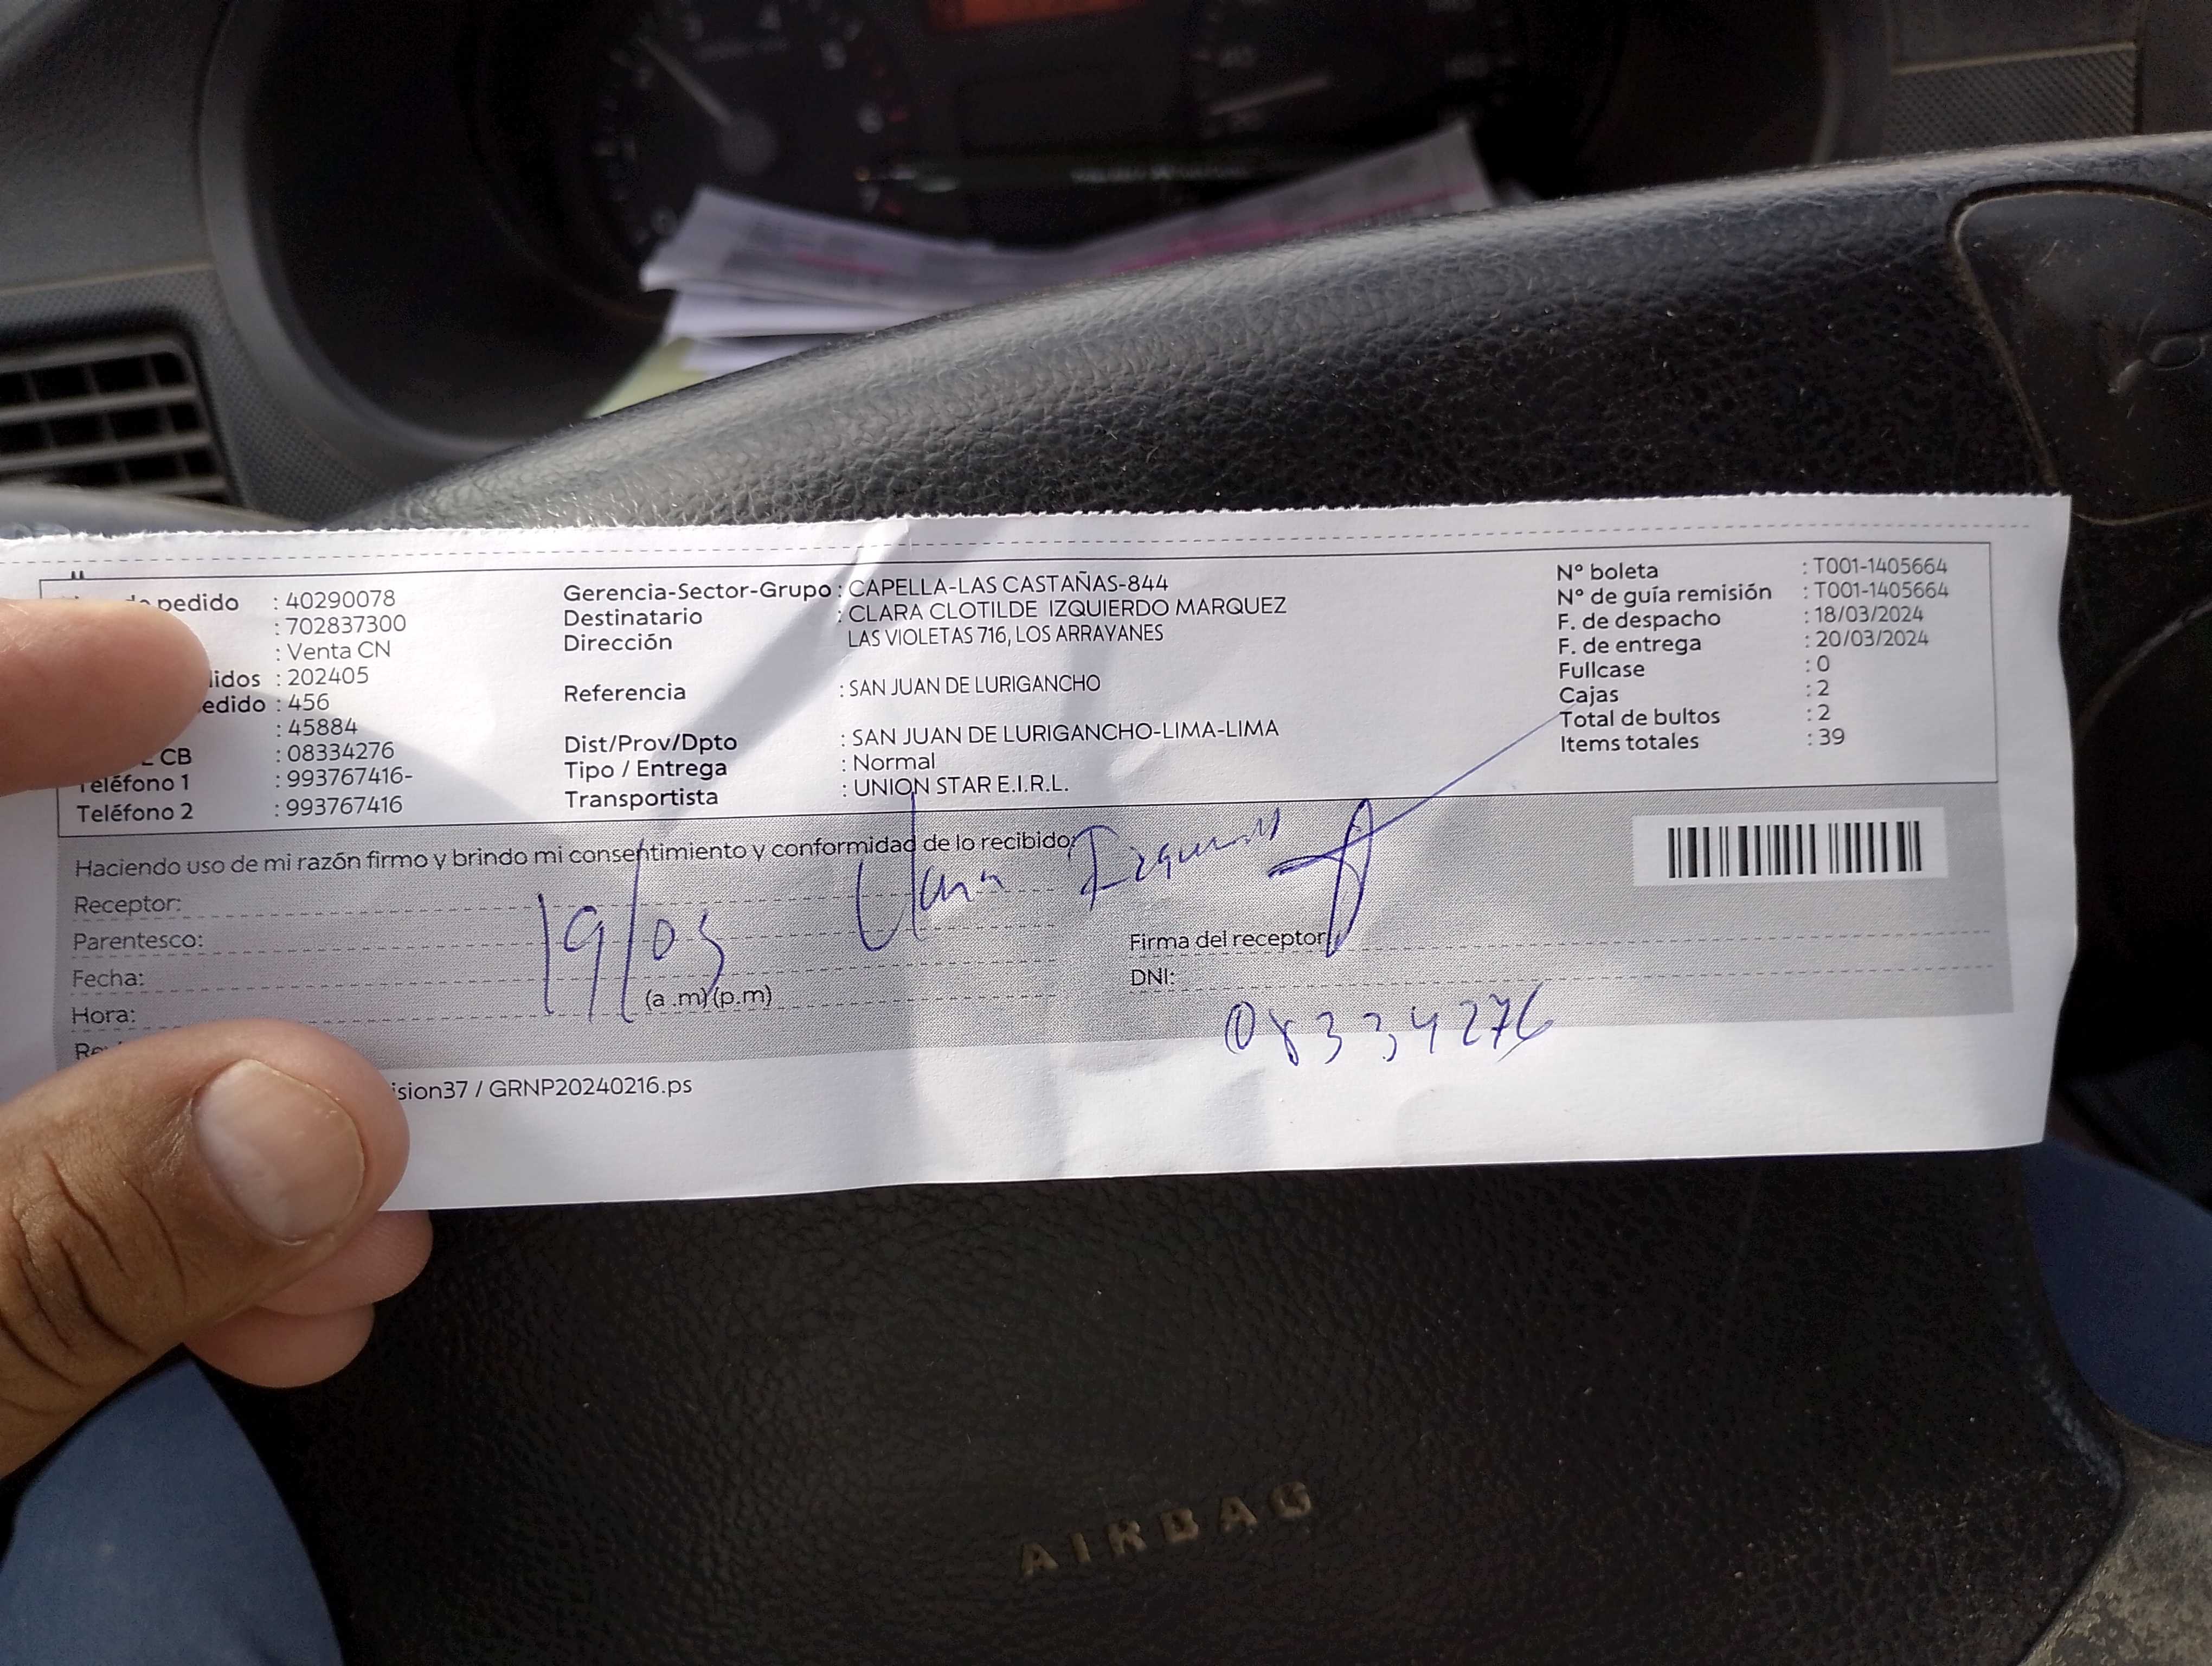 pedido : 40290078
: 702837300
: Venta CN
lidos : 202405
edido : 456
: 45884
CB : 08334276
Teléfono 1 : 993767416-
Teléfono 2 : 993767416
Gerencia-Sector-Grupo : CAPELLA-LAS CASTAÑAS-844
Destinatario : CLARA CLOTILDE IZQUIERDO MARQUEZ
Dirección LAS VIOLETAS 716, LOS ARRAYANES
Referencia : SAN JUAN DE LURIGANCHO
Dist/Prov/Dpto : SAN JUAN DE LURIGANCHO-LIMA-LIMA
Tipo / Entrega : Normal
Transportista : UNION STAR E.I.R.L.
N° boleta : T001-1405664
N° de guía remisión : T001-1405664
F. de despacho : 18/03/2024
F. de entrega : 20/03/2024
Fullcase : 0
Cajas : 2
Total de bultos : 2
Items totales : 39
Haciendo uso de mi razón firmo y brindo mi consentimiento y conformidad de lo recibido:
Receptor:
Parentesco:
Fecha: 19/03
Hora: (a.m)(p.m)
Firma del receptor
DNI: 08334276
ision37 / GRNP20240216.ps
AIRBAG